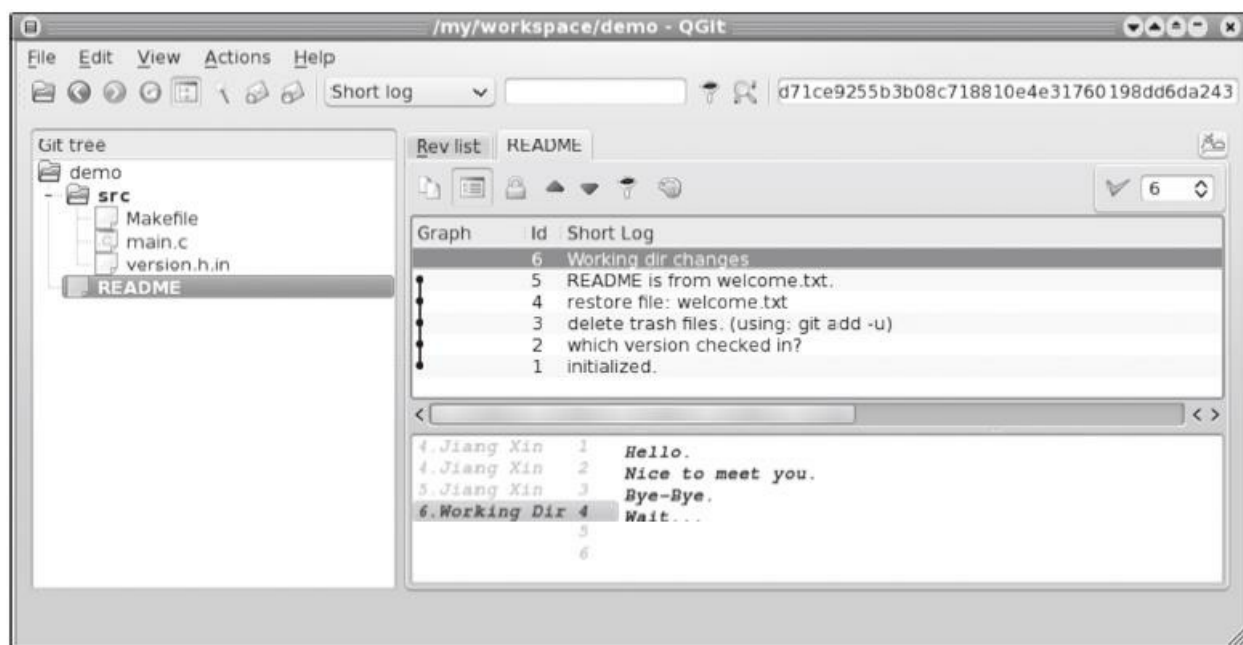 /my/workspace/demo - QGit
File Edit View Actions Help
Short log d71ce9255b3b08c718810e4e31760198dd6da243
Git tree
demo
src
Makefile
main.c
version.h.in
README
Rev list README
6
Graph Id Short Log
6 Working dir changes
5 README is from welcome.txt.
4 restore file: welcome.txt
3 delete trash files. (using: git add -u)
2 which version checked in?
1 initialized.
4.Jiang Xin 1 Hello.
4.Jiang Xin 2 Nice to meet you.
5.Jiang Xin 3 Bye-Bye.
6.Working Dir 4 Wait...
5
6